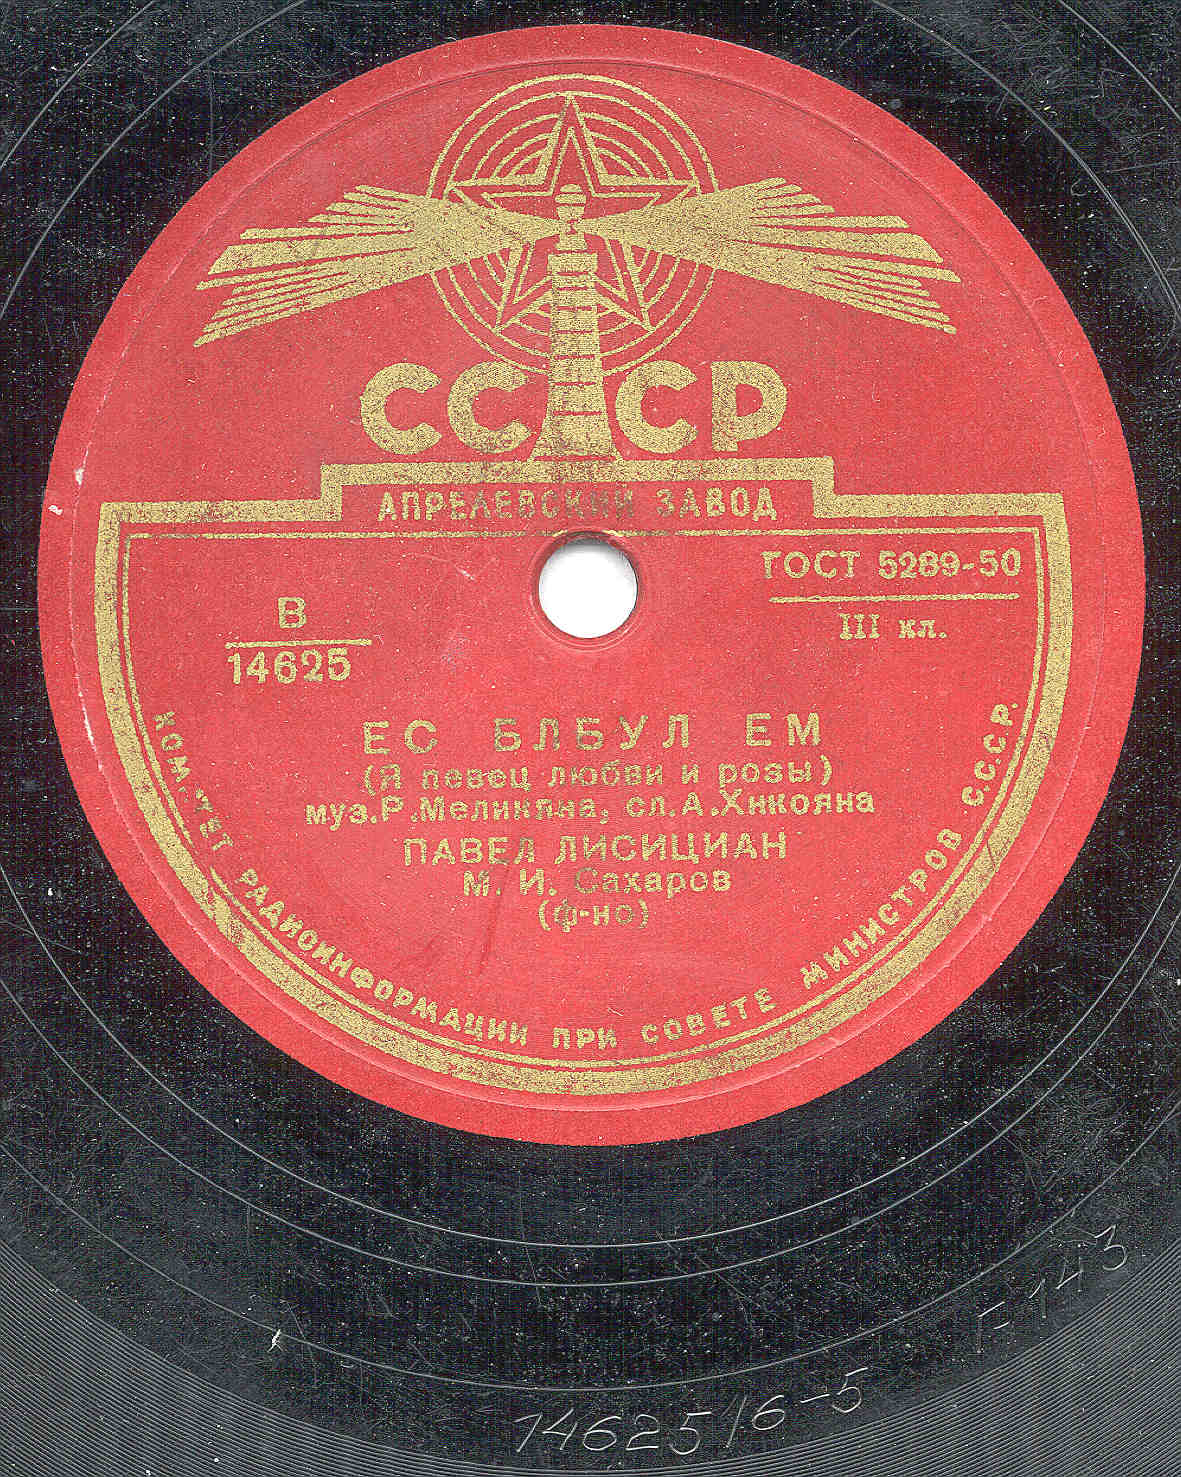 СССР
АПРЕЛЕВСКИЙ ЗАВОД
ГОСТ 5289-50
III кл.
В
14625
ЕС БЛБУЛ ЕМ
(Я певец любви и розы)
муз.Р.Меликяна, сл.А.Хнкояна
ПАВЕЛ ЛИСИЦИАН
М. И. Сахаров
(ф-но)
КОМИТЕТ РАДИОИНФОРМАЦИИ ПРИ СОВЕТЕ МИНИСТРОВ С.С.С.Р.
14625/6-5